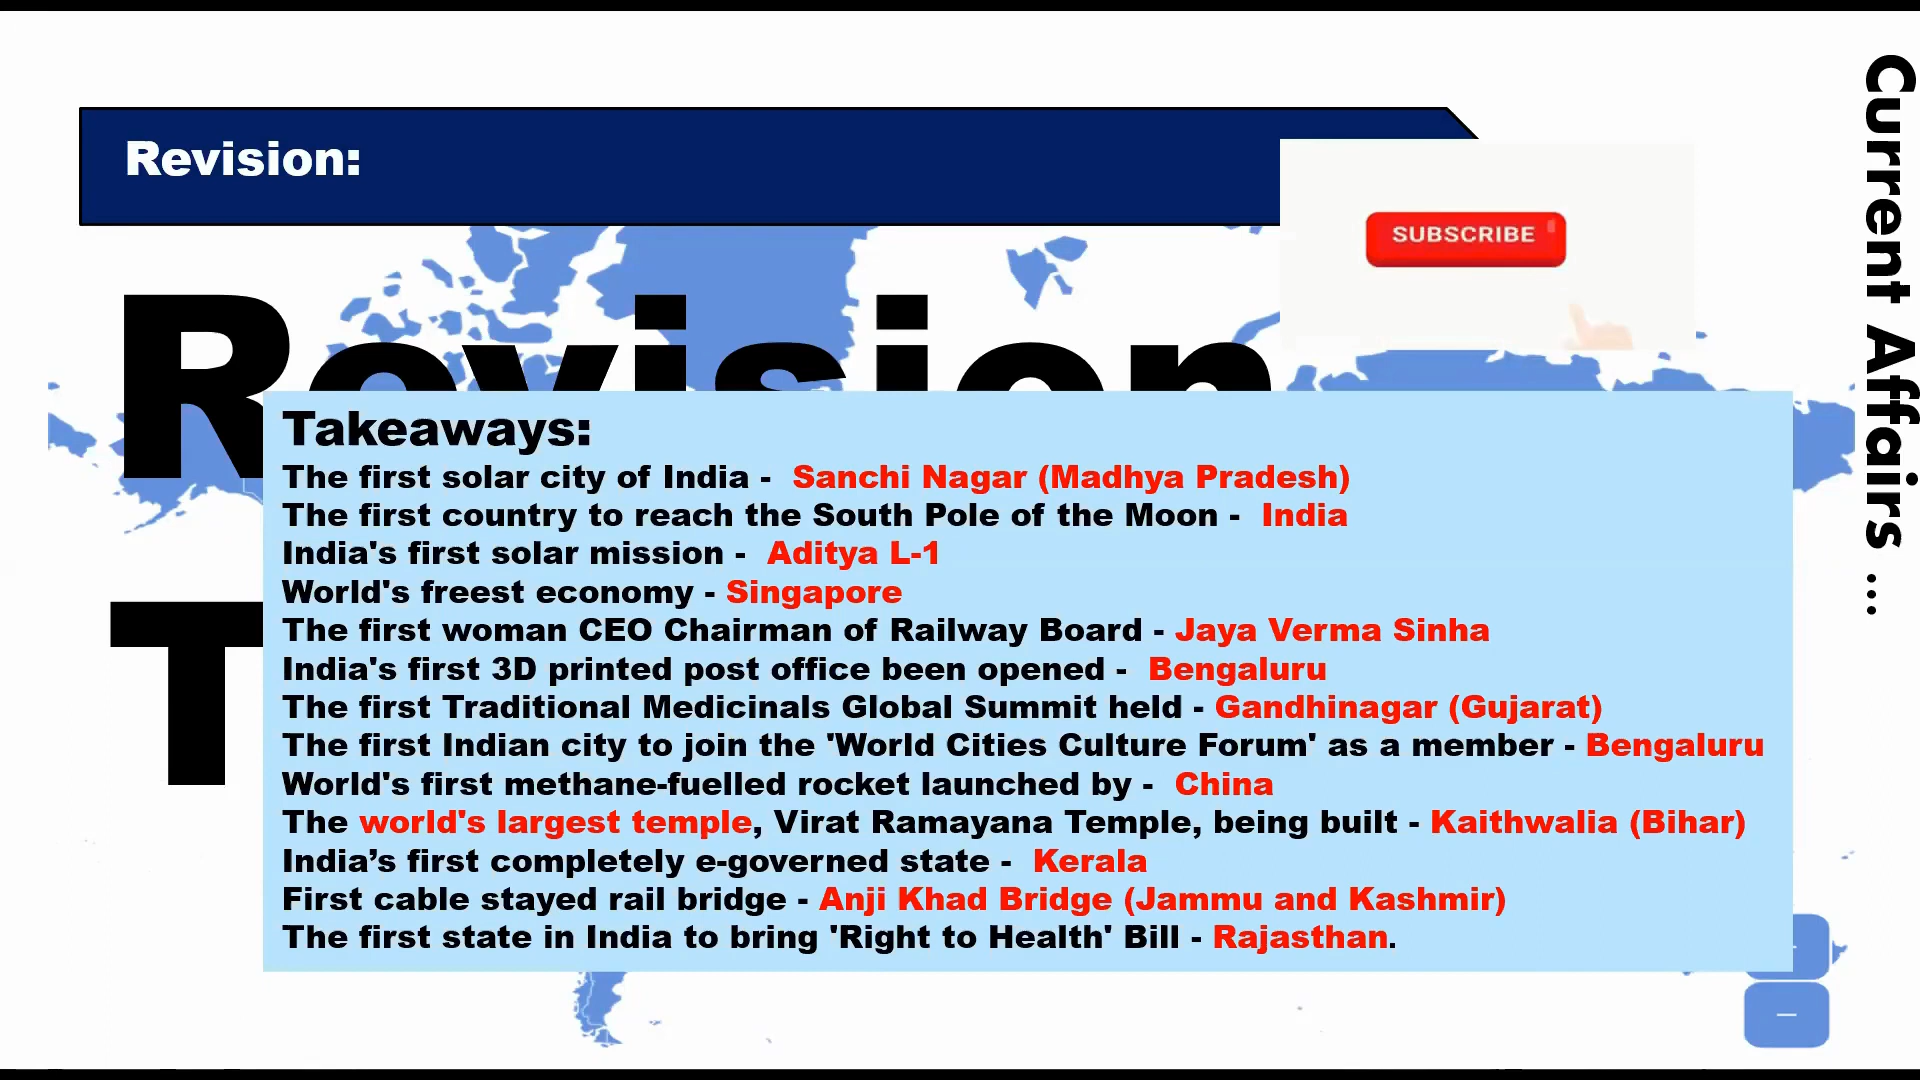 Revision:
SUBSCRIBE
Current Affairs ...
Revision
T
Takeaways:
The first solar city of India - Sanchi Nagar (Madhya Pradesh)
The first country to reach the South Pole of the Moon - India
India's first solar mission - Aditya L-1
World's freest economy - Singapore
The first woman CEO Chairman of Railway Board - Jaya Verma Sinha
India's first 3D printed post office been opened - Bengaluru
The first Traditional Medicinals Global Summit held - Gandhinagar (Gujarat)
The first Indian city to join the 'World Cities Culture Forum' as a member - Bengaluru
World's first methane-fuelled rocket launched by - China
The world's largest temple, Virat Ramayana Temple, being built - Kaithwalia (Bihar)
India’s first completely e-governed state - Kerala
First cable stayed rail bridge - Anji Khad Bridge (Jammu and Kashmir)
The first state in India to bring 'Right to Health' Bill - Rajasthan.